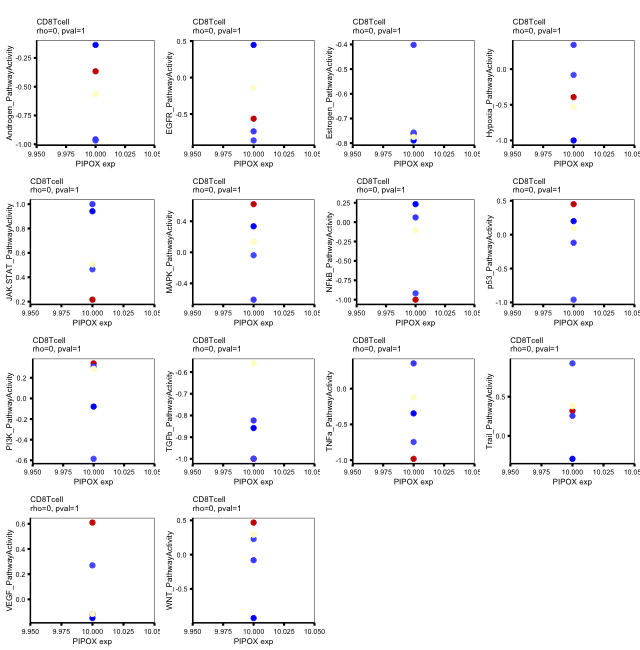 CD8Tcell
rho=0, pval=1
Androgen_PathwayActivity
-0.25
-0.50
-0.75
-1.00
9.950 9.975 10.000 10.025 10.05
PIPOX exp
CD8Tcell
rho=0, pval=1
EGFR_PathwayActivity
0.5
0.0
-0.5
9.950 9.975 10.000 10.025 10.05
PIPOX exp
CD8Tcell
rho=0, pval=1
Estrogen_PathwayActivity
-0.4
-0.5
-0.6
-0.7
-0.8
9.950 9.975 10.000 10.025 10.05
PIPOX exp
CD8Tcell
rho=0, pval=1
Hypoxia_PathwayActivity
0.0
-0.5
-1.0
9.950 9.975 10.000 10.025 10.05
PIPOX exp
CD8Tcell
rho=0, pval=1
JAK.STAT_PathwayActivity
1.0
0.8
0.6
0.4
0.2
9.950 9.975 10.000 10.025 10.05
PIPOX exp
CD8Tcell
rho=0, pval=1
MAPK_PathwayActivity
0.4
0.0
-0.4
9.950 9.975 10.000 10.025 10.05
PIPOX exp
CD8Tcell
rho=0, pval=1
NFkB_PathwayActivity
0.25
0.00
-0.25
-0.50
-0.75
-1.00
9.950 9.975 10.000 10.025 10.05
PIPOX exp
CD8Tcell
rho=0, pval=1
p53_PathwayActivity
0.5
0.0
-0.5
-1.0
9.950 9.975 10.000 10.025 10.05
PIPOX exp
CD8Tcell
rho=0, pval=1
PI3K_PathwayActivity
0.2
0.0
-0.2
-0.4
-0.6
9.950 9.975 10.000 10.025 10.05
PIPOX exp
CD8Tcell
rho=0, pval=1
TGFb_PathwayActivity
-0.6
-0.7
-0.8
-0.9
-1.0
9.950 9.975 10.000 10.025 10.05
PIPOX exp
CD8Tcell
rho=0, pval=1
TNFa_PathwayActivity
0.0
-0.5
-1.0
9.950 9.975 10.000 10.025 10.05
PIPOX exp
CD8Tcell
rho=0, pval=1
Trail_PathwayActivity
0.5
0.0
9.950 9.975 10.000 10.025 10.05
PIPOX exp
CD8Tcell
rho=0, pval=1
VEGF_PathwayActivity
0.6
0.4
0.2
0.0
9.950 9.975 10.000 10.025 10.05
PIPOX exp
CD8Tcell
rho=0, pval=1
WNT_PathwayActivity
0.5
0.0
-0.5
9.950 9.975 10.000 10.025 10.050
PIPOX exp